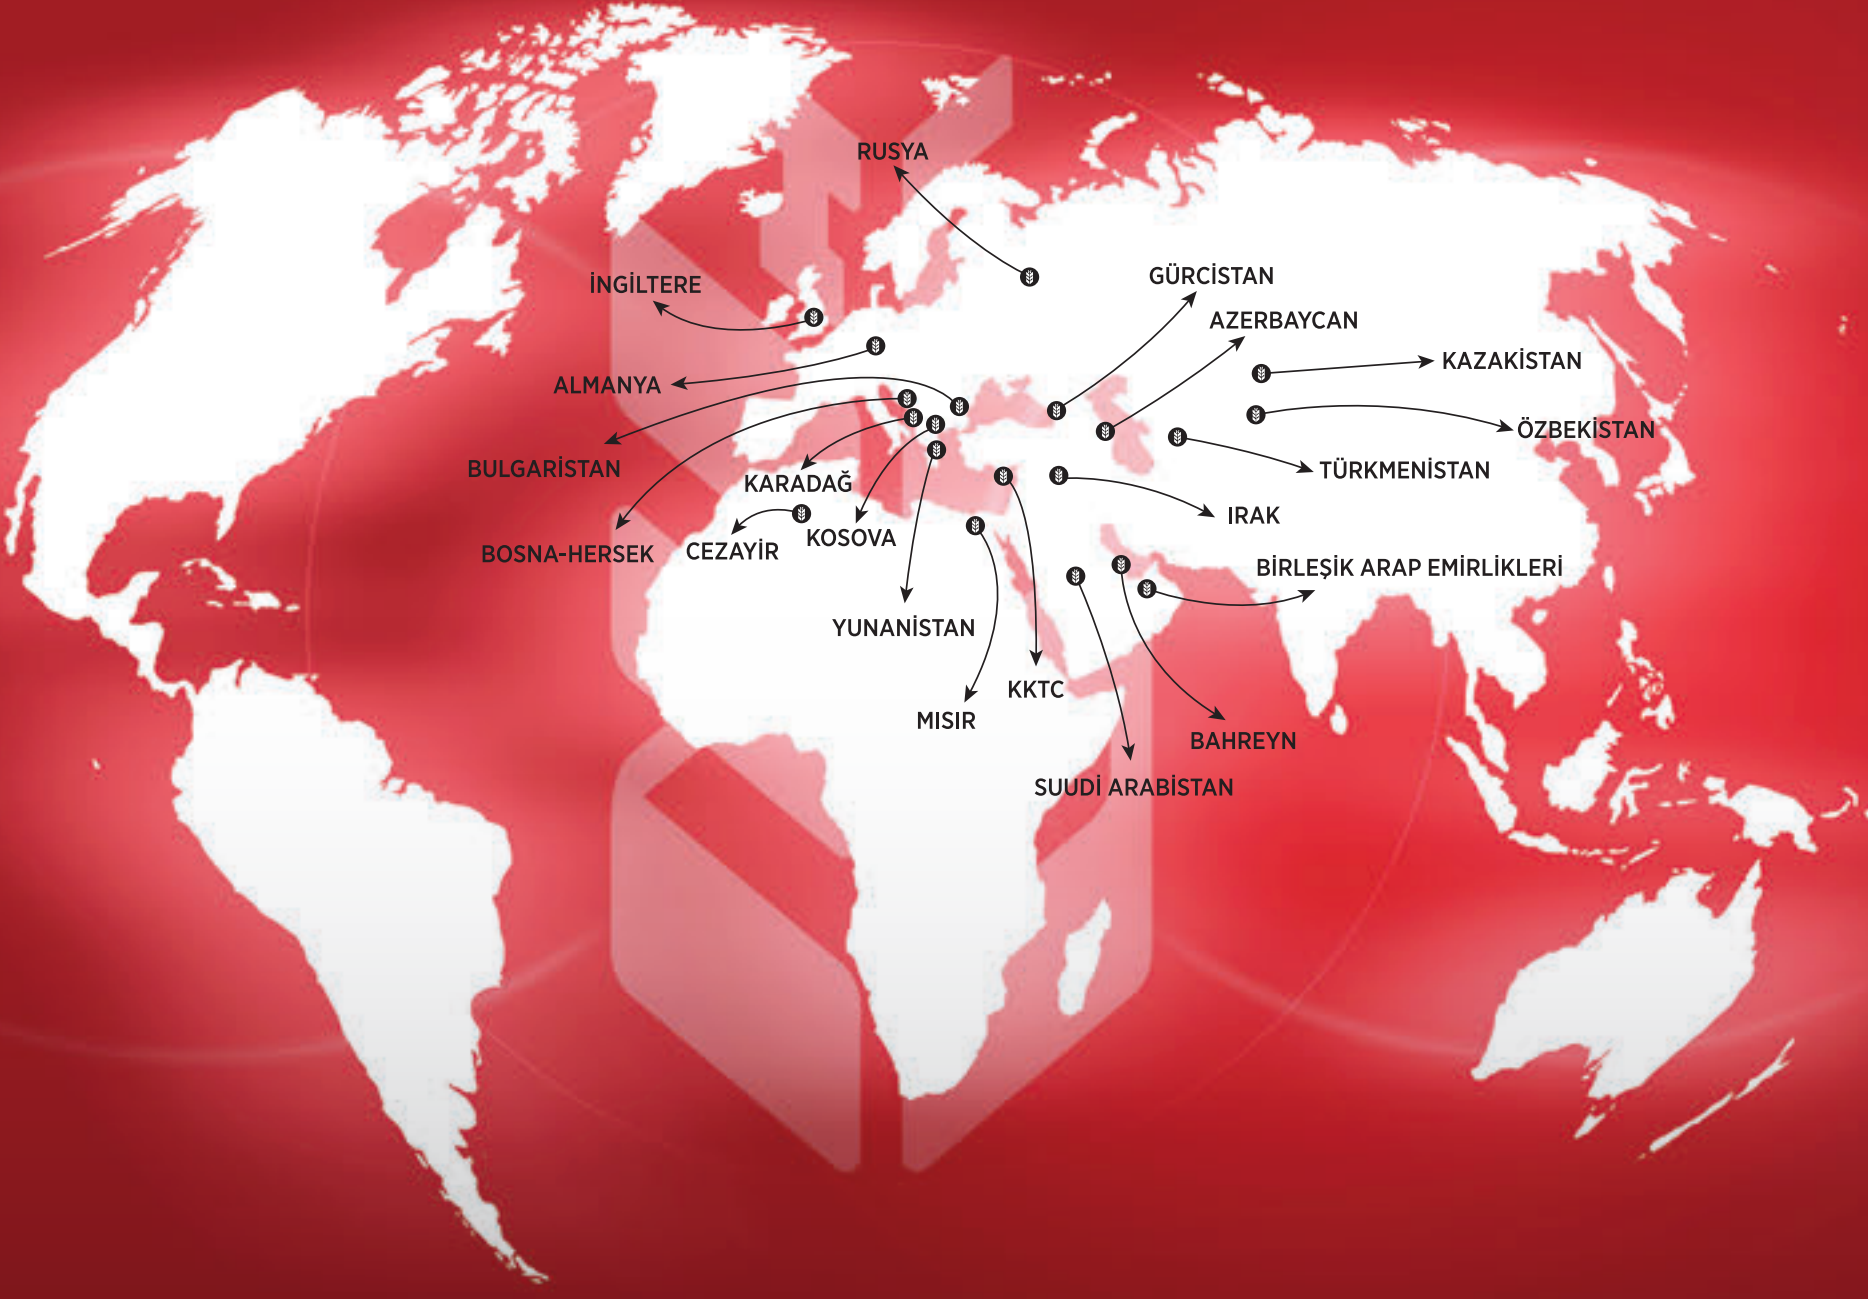 RUSYA
GÜRCİSTAN
İNGİLTERE
AZERBAYCAN
KAZAKİSTAN
ALMANYA
ÖZBEKİSTAN
BULGARİSTAN
TÜRKMENİSTAN
KARADAĞ
IRAK
KOSOVA
CEZAYİR
BOSNA-HERSEK
BİRLEŞİK ARAP EMİRLİKLERİ
YUNANİSTAN
KKTC
MISIR
BAHREYN
SUUDİ ARABİSTAN